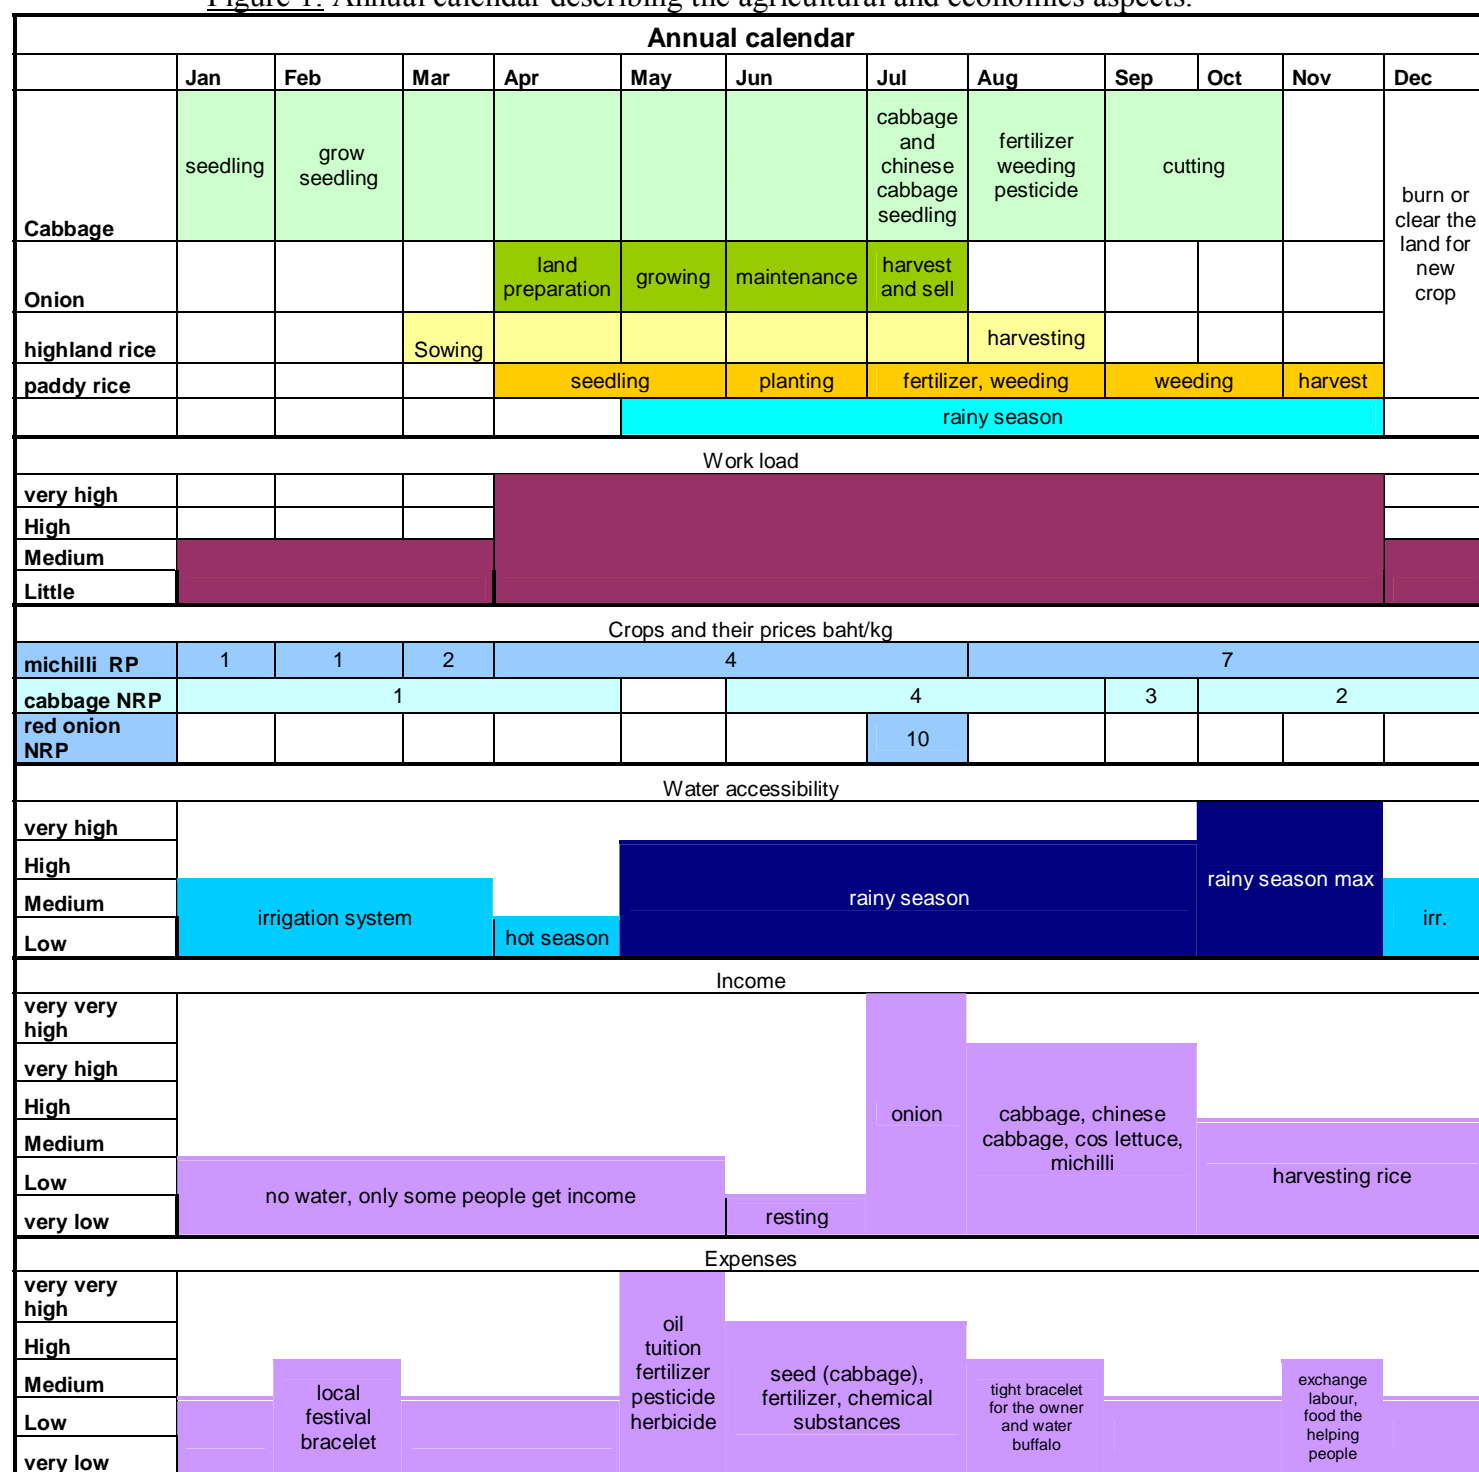 Figure 1: Annual calendar describing the agricultural and economics aspects.
Annual calendar
Jan Feb Mar Apr May Jun Jul Aug Sep Oct Nov Dec
Cabbage
seedling
grow
seedling
cabbage
and
chinese
cabbage
seedling
fertilizer
weeding
pesticide
cutting
burn or
clear the
land for
new
crop
Onion
land
preparation
growing
maintenance
harvest
and sell
highland rice
Sowing
harvesting
paddy rice
seedling
planting
fertilizer, weeding
weeding
harvest
rainy season
Work load
very high
High
Medium
Little
Crops and their prices baht/kg
michilli RP 1 1 2 4 7
cabbage NRP 1 4 3 2
red onion
NRP
10
Water accessibility
very high
High
Medium
Low
irrigation system
hot season
rainy season
rainy season max
irr.
Income
very very
high
very high
High
Medium
Low
very low
no water, only some people get income
resting
onion
cabbage, chinese
cabbage, cos lettuce,
michilli
harvesting rice
Expenses
very very
high
High
Medium
Low
very low
local
festival
bracelet
oil
tuition
fertilizer
pesticide
herbicide
seed (cabbage),
fertilizer, chemical
substances
tight bracelet
for the owner
and water
buffalo
exchange
labour,
food the
helping
people